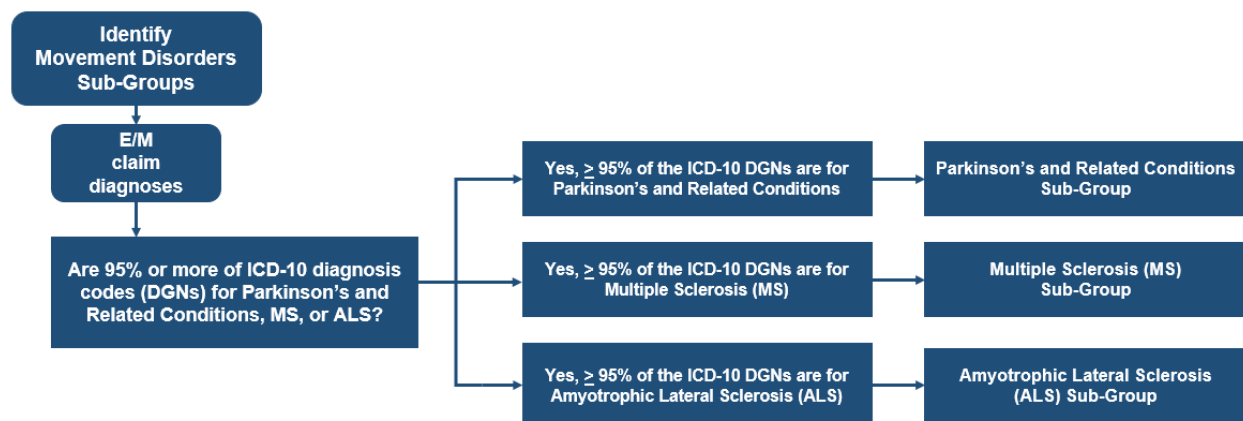 Identify
Movement Disorders
Sub-Groups
E/M
claim
diagnoses
Are 95% or more of ICD-10 diagnosis
codes (DGNs) for Parkinson's and
Related Conditions, MS, or ALS?
Yes, ≥ 95% of the ICD-10 DGNs are for
Parkinson's and Related Conditions
Parkinson's and Related Conditions
Sub-Group
Yes, ≥ 95% of the ICD-10 DGNs are for
Multiple Sclerosis (MS)
Multiple Sclerosis (MS)
Sub-Group
Yes, ≥ 95% of the ICD-10 DGNs are for
Amyotrophic Lateral Sclerosis (ALS)
Amyotrophic Lateral Sclerosis
(ALS) Sub-Group